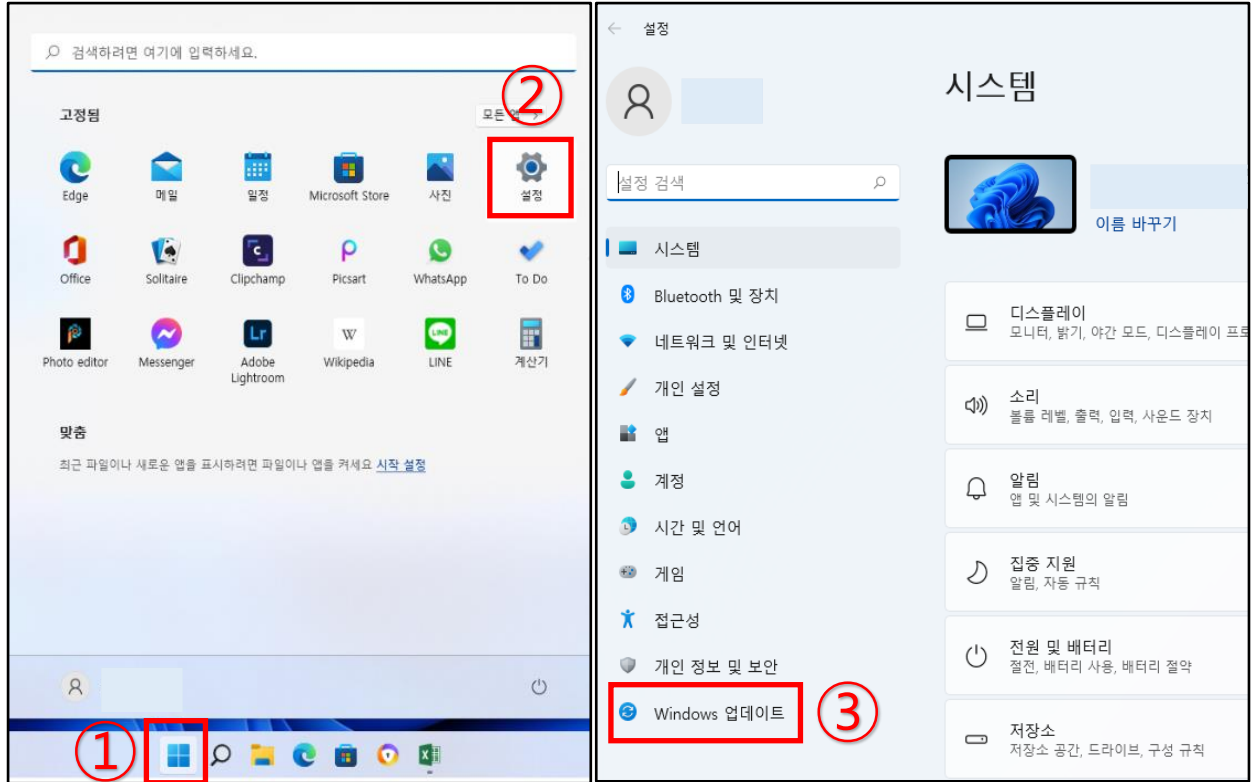 검색하려면 여기에 입력하세요.
②
고정됨
모든 앱 >
Edge
메일
일정
Microsoft Store
사진
설정
Office
Solitaire
Clipchamp
Picsart
WhatsApp
To Do
Photo editor
Messenger
Adobe
Lightroom
Wikipedia
LINE
계산기
맞춤
최근 파일이나 새로운 앱을 표시하려면 파일이나 앱을 켜세요 시작 설정
①
← 설정
시스템
설정 검색
이름 바꾸기
시스템
Bluetooth 및 장치
네트워크 및 인터넷
개인 설정
앱
계정
시간 및 언어
게임
접근성
개인 정보 및 보안
Windows 업데이트
③
디스플레이
모니터, 밝기, 야간 모드, 디스플레이 프로
소리
볼륨 레벨, 출력, 입력, 사운드 장치
알림
앱 및 시스템의 알림
집중 지원
알림, 자동 규칙
전원 및 배터리
절전, 배터리 사용, 배터리 절약
저장소
저장소 공간, 드라이브, 구성 규칙